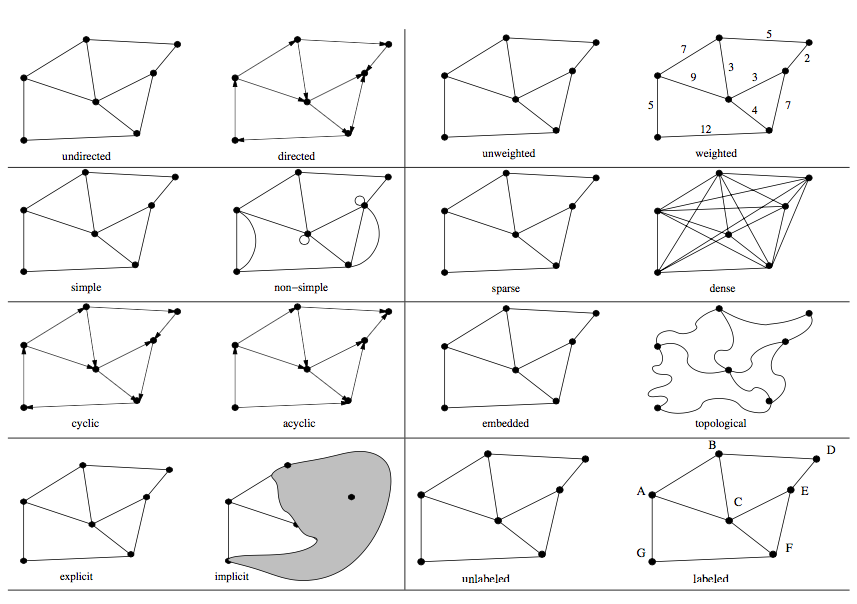 5
7
2
3
9
3
5
4
7
12
undirected
directed
unweighted
weighted
simple
non-simple
sparse
dense
cyclic
acyclic
embedded
topological
B
D
A
E
C
G
F
explicit
implicit
unlabeled
labeled